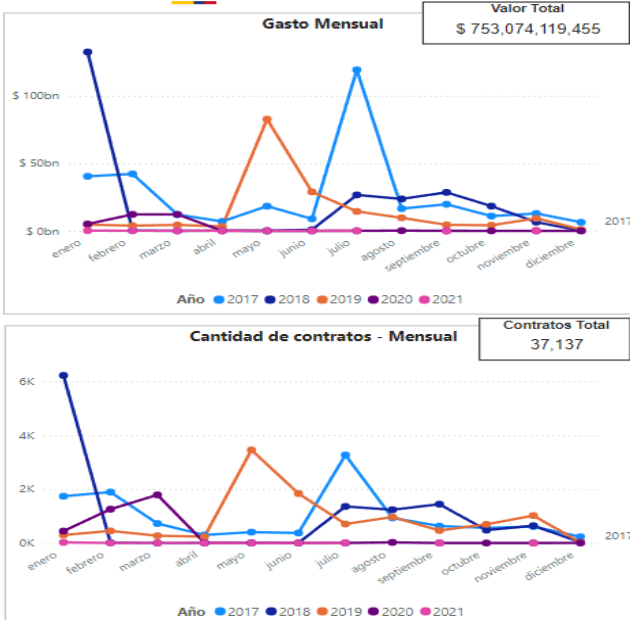 Valor Total
$ 753,074,119,455
Gasto Mensual
$ 100bn
$ 50bn
$ 0bn
enero
febrero
marzo
abril
mayo
junio
julio
agosto
septiembre
octubre
noviembre
diciembre
2017
Año 2017 2018 2019 2020 2021
Contratos Total
37,137
Cantidad de contratos - Mensual
6K
4K
2K
0K
enero
febrero
marzo
abril
mayo
junio
julio
agosto
septiembre
octubre
noviembre
diciembre
2017
Año 2017 2018 2019 2020 2021